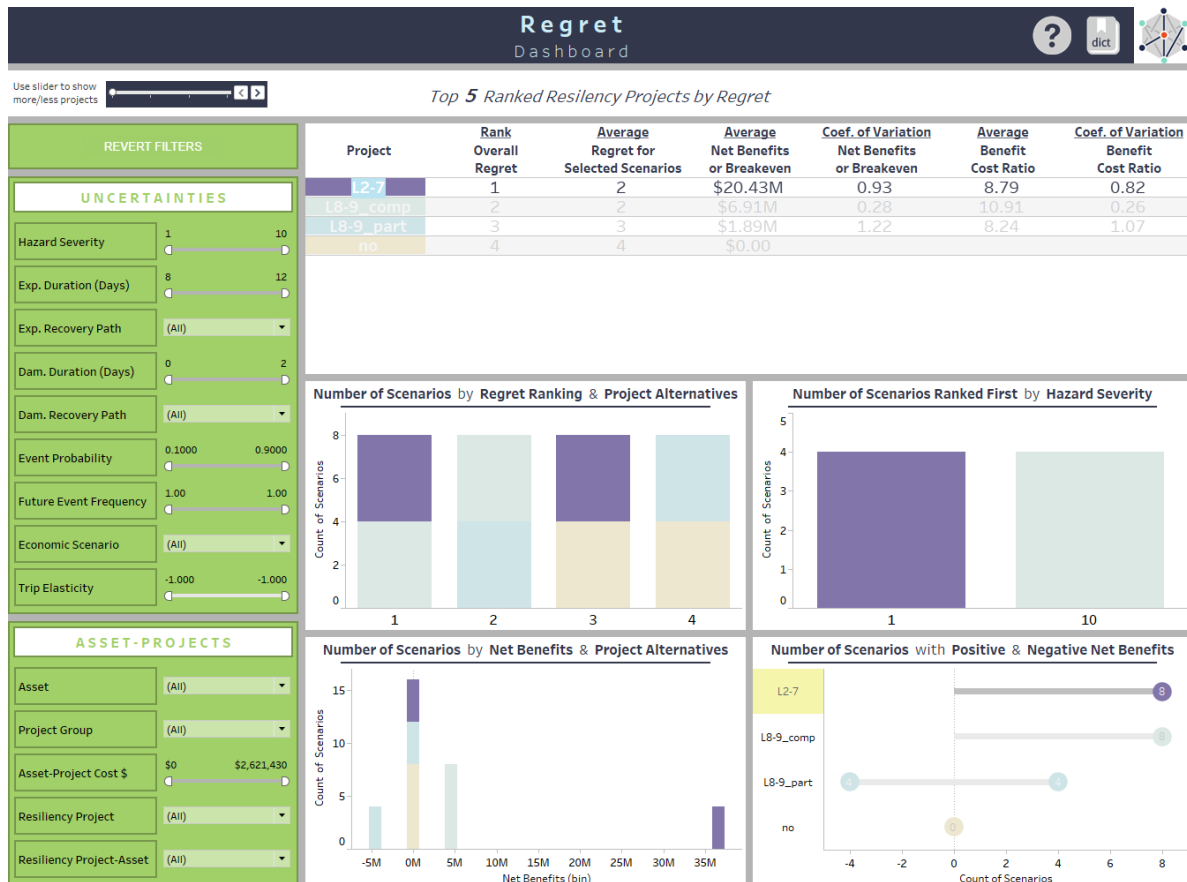 Regret
Dashboard
?
dict
Use slider to show
more/less projects
Top 5 Ranked Resilency Projects by Regret
REVERT FILTERS
UNCERTAINTIES
Hazard Severity 1 10
Exp. Duration (Days) 8 12
Exp. Recovery Path (All)
Dam. Duration (Days) 0 2
Dam. Recovery Path (All)
Event Probability 0.1000 0.9000
Future Event Frequency 1.00 1.00
Economic Scenario (All)
Trip Elasticity -1.000 -1.000
ASSET-PROJECTS
Asset (All)
Project Group (All)
Asset-Project Cost $ $0 $2,621,430
Resiliency Project (All)
Resiliency Project-Asset (All)
Rank Average Average Coef. of Variation Average Coef. of Variation
Project Overall Regret for Net Benefits Net Benefits Benefit Benefit
Regret Selected Scenarios or Breakeven or Breakeven Cost Ratio Cost Ratio
L2-7 1 2 $20.43M 0.93 8.79 0.82
L8-9_comp 2 2 $6.91M 0.28 10.91 0.26
L8-9_part 3 3 $1.89M 1.22 8.24 1.07
no 4 4 $0.00
Number of Scenarios by Regret Ranking & Project Alternatives
Count of Scenarios
8
6
4
2
0
1 2 3 4
Number of Scenarios Ranked First by Hazard Severity
Count of Scenarios
5
4
3
2
1
0
1 10
Number of Scenarios by Net Benefits & Project Alternatives
Count of Scenarios
15
10
5
0
-5M 0M 5M 10M 15M 20M 25M 30M 35M
Net Benefits (bin)
Number of Scenarios with Positive & Negative Net Benefits
L2-7 8
L8-9_comp 8
L8-9_part 4 4
no 0
-4 -2 0 2 4 6 8
Count of Scenarios